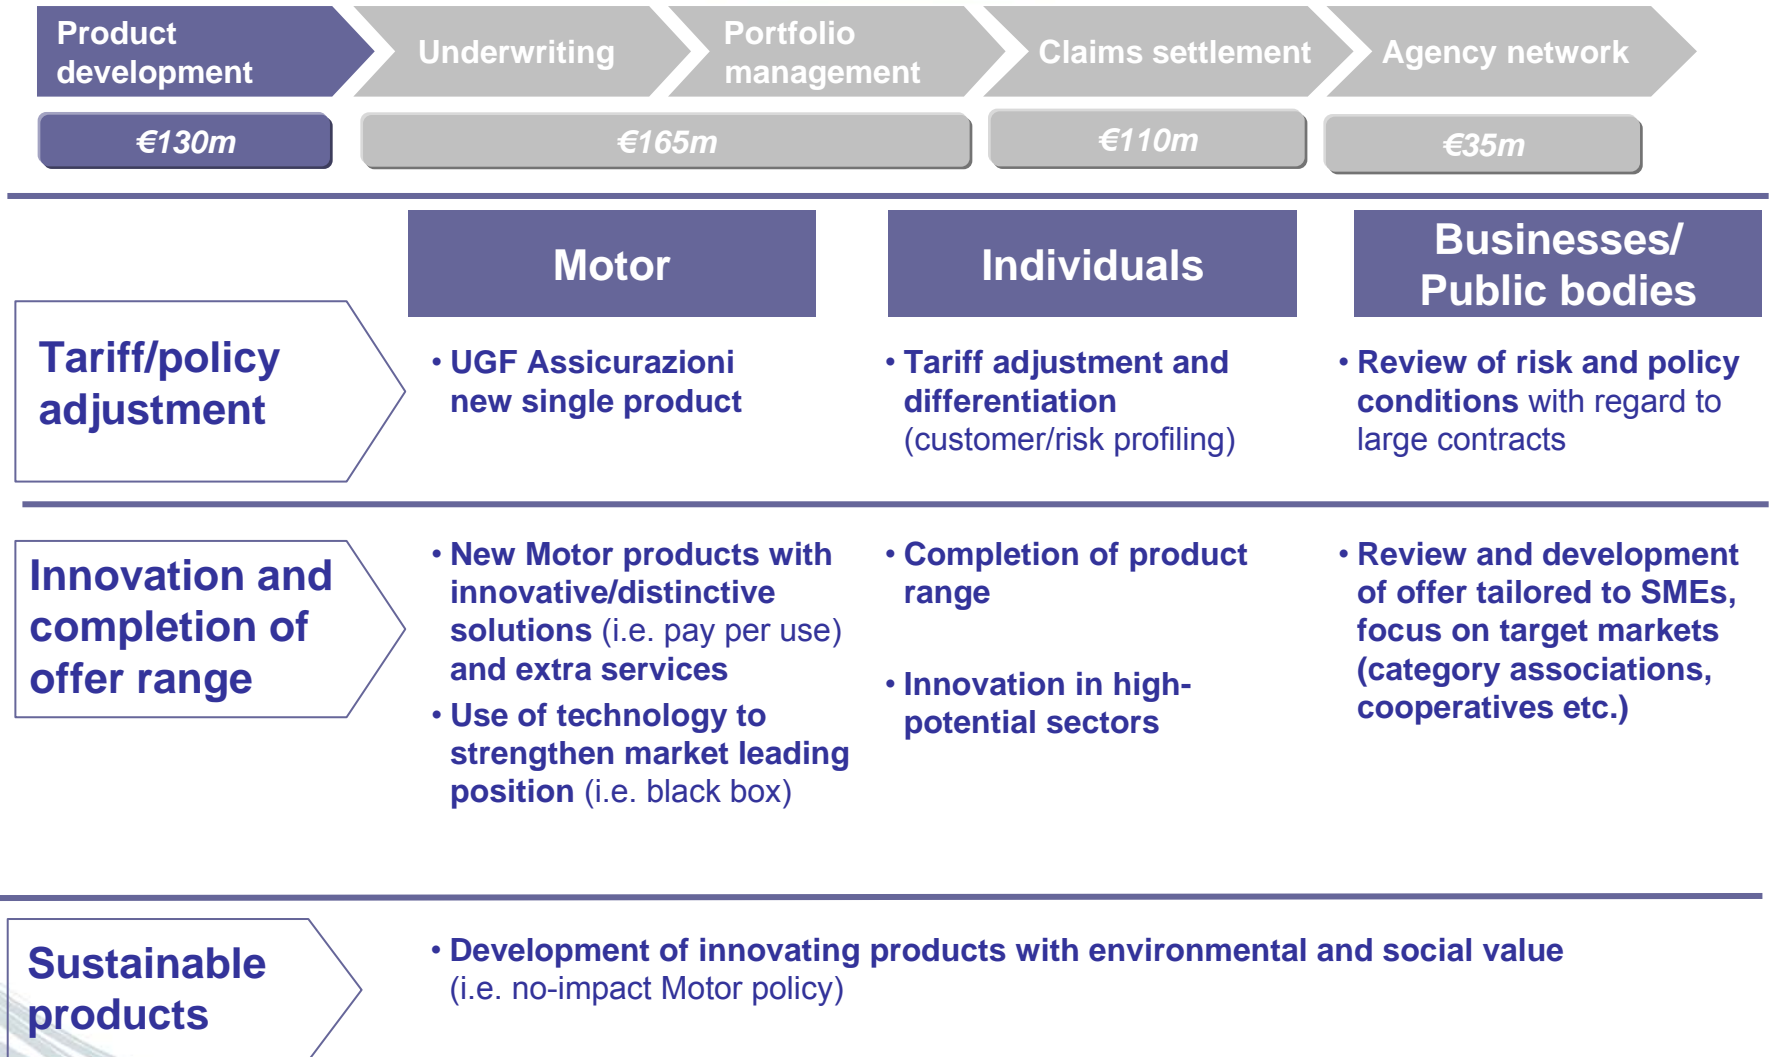 Product
development
Underwriting
Portfolio
management
Claims settlement
Agency network
€130m
€165m
€110m
€35m
Motor
Individuals
Businesses/
Public bodies
Tariff/policy
adjustment
• UGF Assicurazioni
new single product
• Tariff adjustment and
differentiation
(customer/risk profiling)
• Review of risk and policy
conditions with regard to
large contracts
Innovation and
completion of
offer range
• New Motor products with
innovative/distinctive
solutions (i.e. pay per use)
and extra services
• Use of technology to
strengthen market leading
position (i.e. black box)
• Completion of product
range
• Innovation in high-
potential sectors
• Review and development
of offer tailored to SMEs,
focus on target markets
(category associations,
cooperatives etc.)
Sustainable
products
• Development of innovating products with environmental and social value
(i.e. no-impact Motor policy)